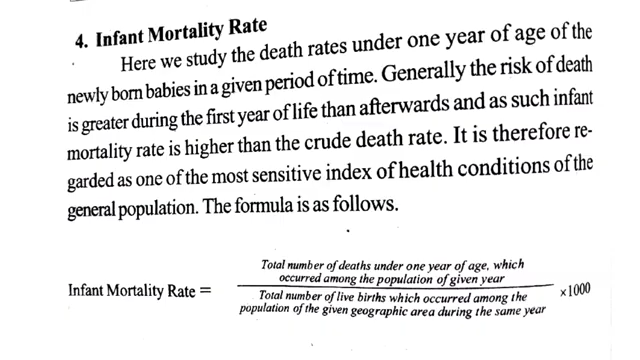 4. Infant Mortality Rate
Here we study the death rates under one year of age of the
newly born babies in a given period of time. Generally the risk of death
is greater during the first year of life than afterwards and as such infant
mortality rate is higher than the crude death rate. It is therefore re-
garded as one of the most sensitive index of health conditions of the
general population. The formula is as follows.
Total number of deaths under one year of age, which
occurred among the population of given year
Infant Mortality Rate = ×1000
Total number of live births which occurred among the
population of the given geographic area during the same year